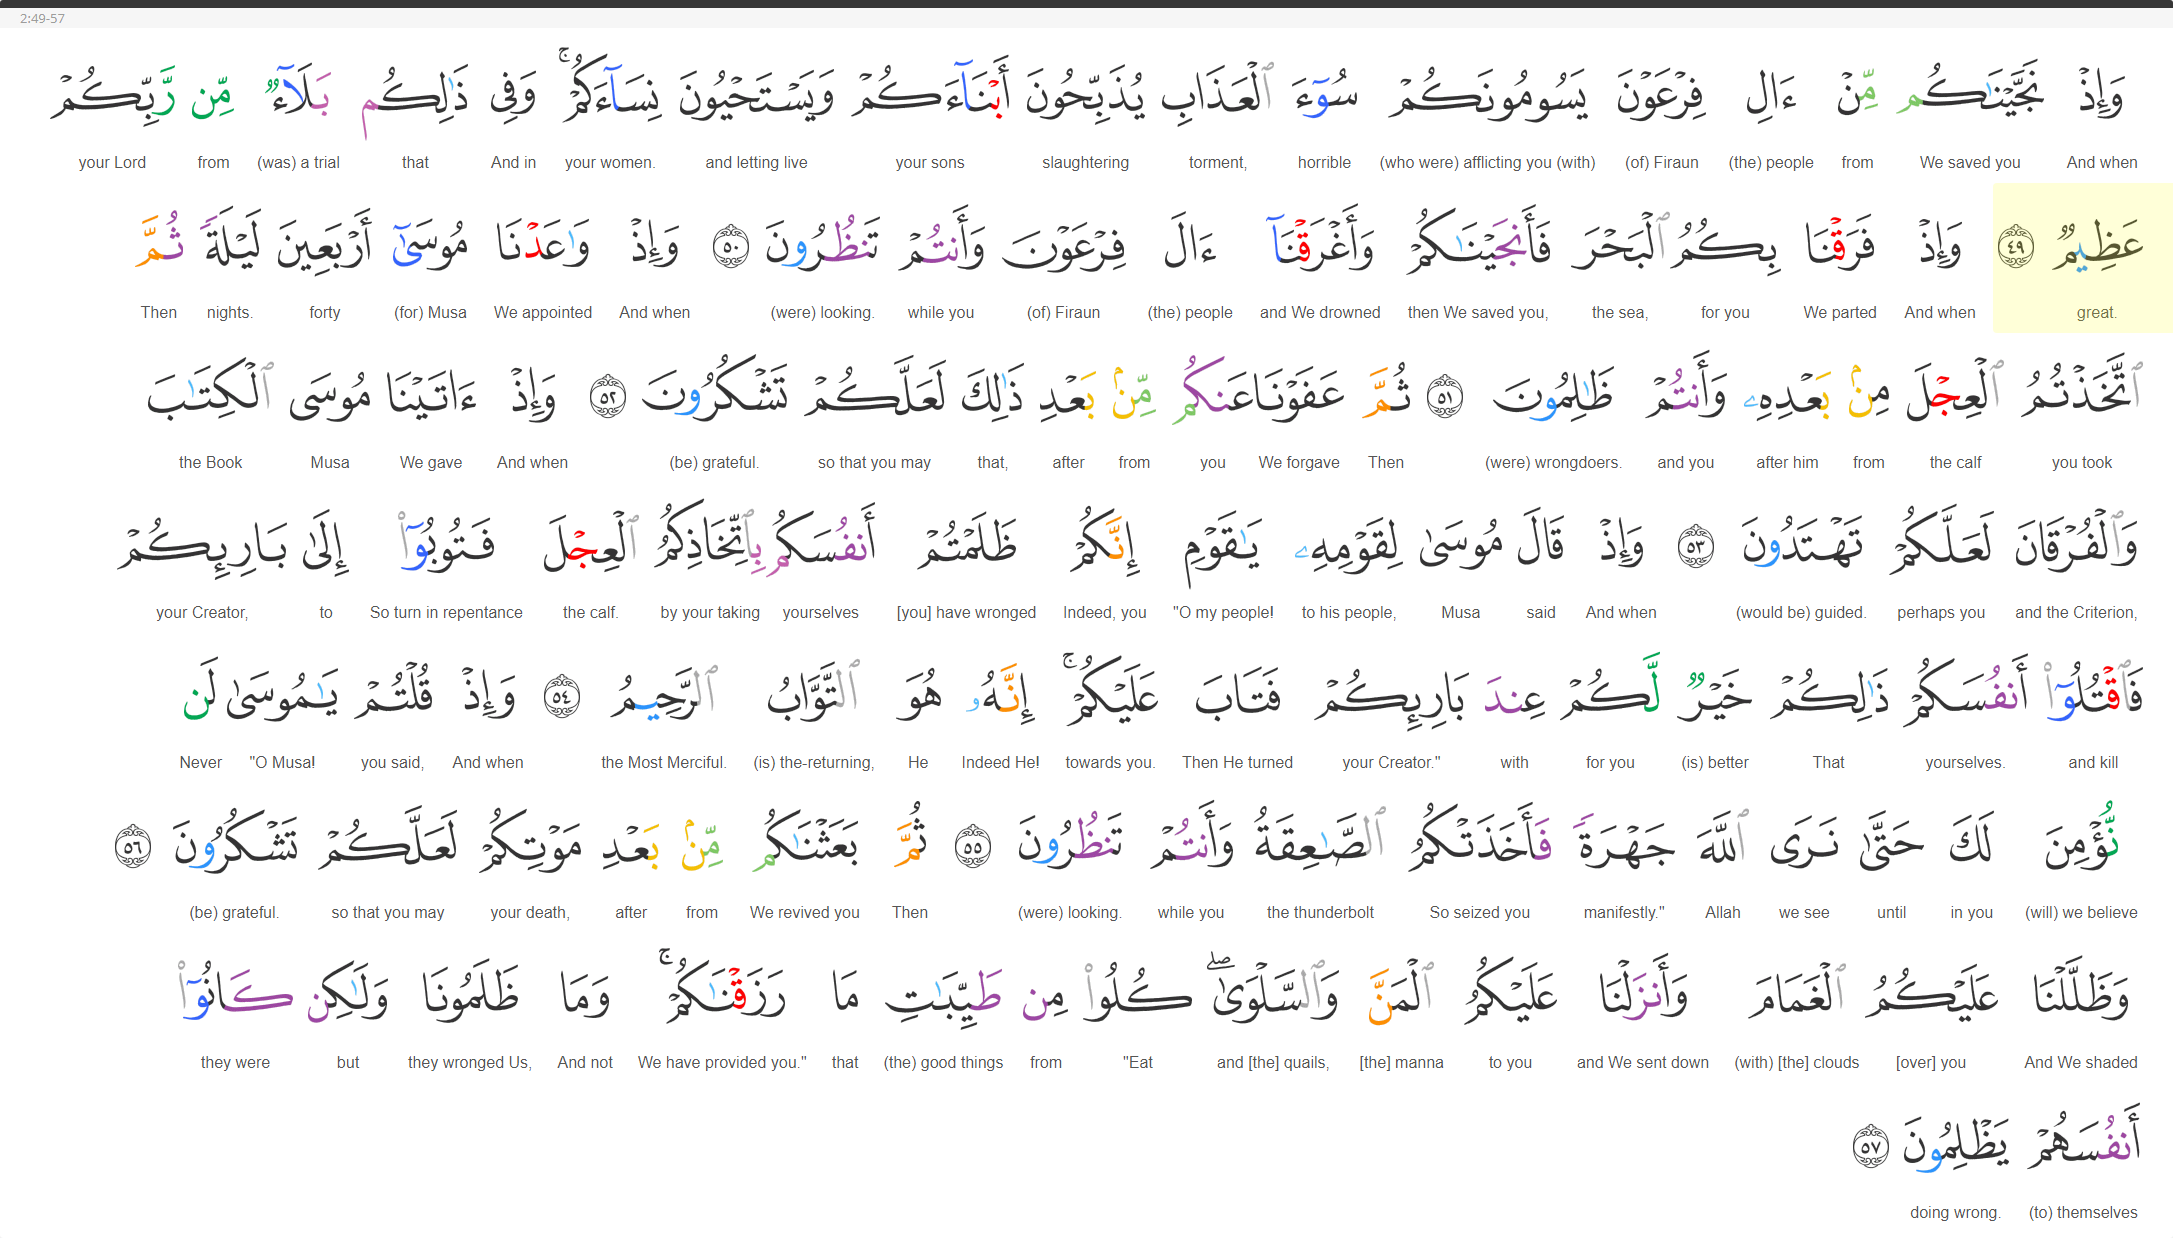 2:49-57
وَإِذْ نَجَّيْنَـٰكُم مِّنْ ءَالِ فِرْعَوْنَ يَسُومُونَكُمْ سُوٓءَ ٱلْعَذَابِ يُذَبِّحُونَ أَبْنَآءَكُمْ وَيَسْتَحْيُونَ نِسَآءَكُمْ ۚ وَفِى ذَٰلِكُم بَلَآءٌ مِّن رَّبِّكُمْ
your Lord from (was) a trial that And in your women. and letting live your sons slaughtering torment, horrible (who were) afflicting you (with) (of) Firaun (the) people from We saved you And when
عَظِيمٌ ٤٩ وَإِذْ فَرَقْنَا بِكُمُ ٱلْبَحْرَ فَأَنجَيْنَـٰكُمْ وَأَغْرَقْنَآ ءَالَ فِرْعَوْنَ وَأَنتُمْ تَنظُرُونَ ٥٠ وَإِذْ وَٰعَدْنَا مُوسَىٰٓ أَرْبَعِينَ لَيْلَةً ثُمَّ
Then nights. forty (for) Musa We appointed And when (were) looking. while you (of) Firaun (the) people and We drowned then We saved you, the sea, for you We parted And when great.
ٱتَّخَذْتُمُ ٱلْعِجْلَ مِنۢ بَعْدِهِۦ وَأَنتُمْ ظَـٰلِمُونَ ٥١ ثُمَّ عَفَوْنَا عَنكُم مِّنۢ بَعْدِ ذَٰلِكَ لَعَلَّكُمْ تَشْكُرُونَ ٥٢ وَإِذْ ءَاتَيْنَا مُوسَى ٱلْكِتَـٰبَ
the Book Musa We gave And when (be) grateful. so that you may that, after from you We forgave Then (were) wrongdoers. and you after him from the calf you took
وَٱلْفُرْقَانَ لَعَلَّكُمْ تَهْتَدُونَ ٥٣ وَإِذْ قَالَ مُوسَىٰ لِقَوْمِهِۦ يَـٰقَوْمِ إِنَّكُمْ ظَلَمْتُمْ أَنفُسَكُم بِٱتِّخَاذِكُمُ ٱلْعِجْلَ فَتُوبُوٓا۟ إِلَىٰ بَارِئِكُمْ
your Creator, to So turn in repentance the calf. by your taking yourselves [you] have wronged Indeed, you "O my people! to his people, Musa said And when (would be) guided. perhaps you and the Criterion,
فَٱقْتُلُوٓا۟ أَنفُسَكُمْ ذَٰلِكُمْ خَيْرٌ لَّكُمْ عِندَ بَارِئِكُمْ فَتَابَ عَلَيْكُمْ ۚ إِنَّهُۥ هُوَ ٱلتَّوَّابُ ٱلرَّحِيمُ ٥٤ وَإِذْ قُلْتُمْ يَـٰمُوسَىٰ لَن
Never "O Musa! you said, And when the Most Merciful. (is) the-returning, He Indeed He! towards you. Then He turned your Creator." with for you (is) better That yourselves. and kill
نُّؤْمِنَ لَكَ حَتَّىٰ نَرَى ٱللَّهَ جَهْرَةً فَأَخَذَتْكُمُ ٱلصَّـٰعِقَةُ وَأَنتُمْ تَنظُرُونَ ٥٥ ثُمَّ بَعَثْنَـٰكُم مِّنۢ بَعْدِ مَوْتِكُمْ لَعَلَّكُمْ تَشْكُرُونَ ٥٦
(be) grateful. so that you may your death, after from We revived you Then (were) looking. while you the thunderbolt So seized you manifestly." Allah we see until in you (will) we believe
وَظَلَّلْنَا عَلَيْكُمُ ٱلْغَمَامَ وَأَنزَلْنَا عَلَيْكُمُ ٱلْمَنَّ وَٱلسَّلْوَىٰ ۖ كُلُوا۟ مِن طَيِّبَـٰتِ مَا رَزَقْنَـٰكُمْ ۚ وَمَا ظَلَمُونَا وَلَـٰكِن كَانُوٓا۟
they were but they wronged Us, And not We have provided you." that (the) good things from "Eat and [the] quails, [the] manna to you and We sent down (with) [the] clouds [over] you And We shaded
أَنفُسَهُمْ يَظْلِمُونَ ٥٧
doing wrong. (to) themselves